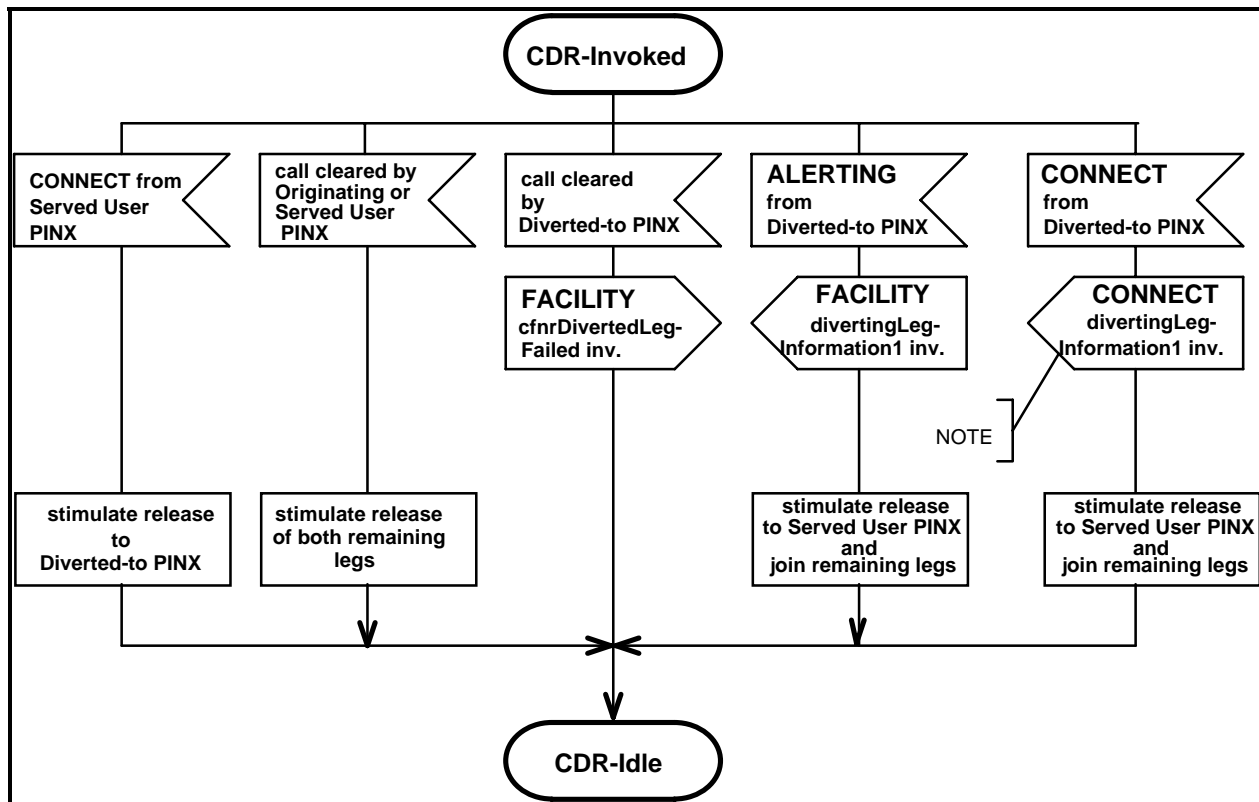 CDR-Invoked
CONNECT from
Served User
PINX
call cleared by
Originating or
Served User
PINX
call cleared
by
Diverted-to PINX
ALERTING
from
Diverted-to PINX
CONNECT
from
Diverted-to PINX
FACILITY
cfnrDivertedLeg-
Failed inv.
FACILITY
divertingLeg-
Information1 inv.
CONNECT
divertingLeg-
Information1 inv.
NOTE
stimulate release
to
Diverted-to PINX
stimulate release
of both remaining
legs
stimulate release
to Served User PINX
and
join remaining legs
stimulate release
to Served User PINX
and
join remaining legs
CDR-Idle